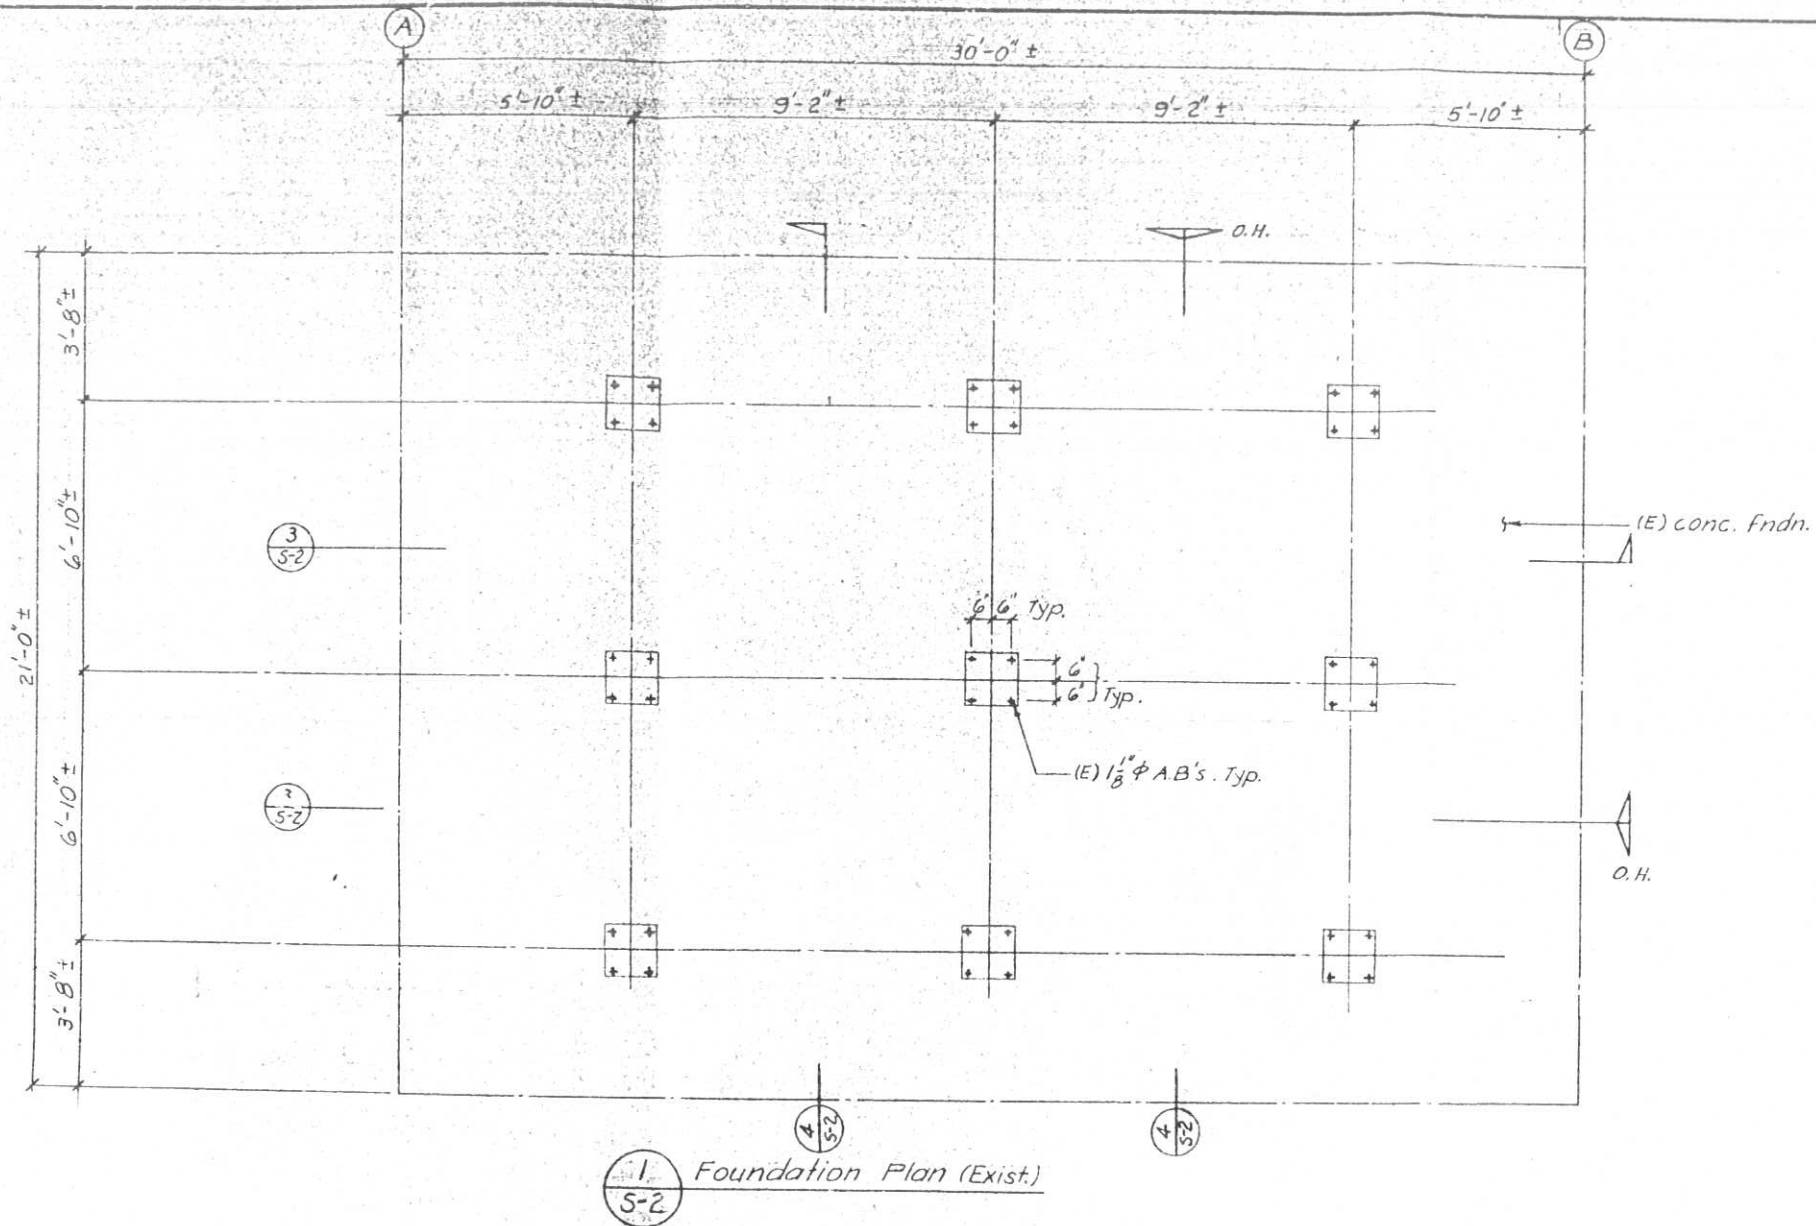 A
B
30'-0" ±
5'-10" ±
9'-2" ±
9'-2" ±
5'-10" ±
O.H.
3'-8" ±
6'-10" ±
3
S-2
(E) conc. Fndn.
21'-0" ±
6" 6" Typ.
6"
6" Typ.
(E) 1 1/8" ϕ A.B's. Typ.
6'-10" ±
3
S-2
O.H.
3'-8" ±
4
S-2
4
S-2
1
S-2
Foundation Plan (Exist.)